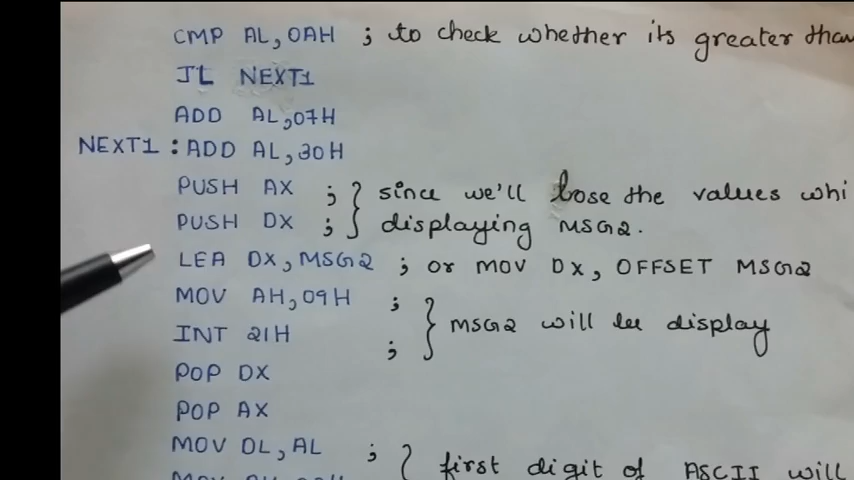 CMP AL,0AH ; to check whether its greater than
JL NEXT1
ADD AL,07H
NEXT1 : ADD AL,30H
PUSH AX ; } since we'll lose the values whi
PUSH DX ; } displaying MSG2.
LEA DX,MSG2 ; or MOV DX, OFFSET MSG2
MOV AH,09H ;
INT 21H ; } MSG2 will be display
POP DX
POP AX
MOV DL,AL ; } first digit of ASCII will